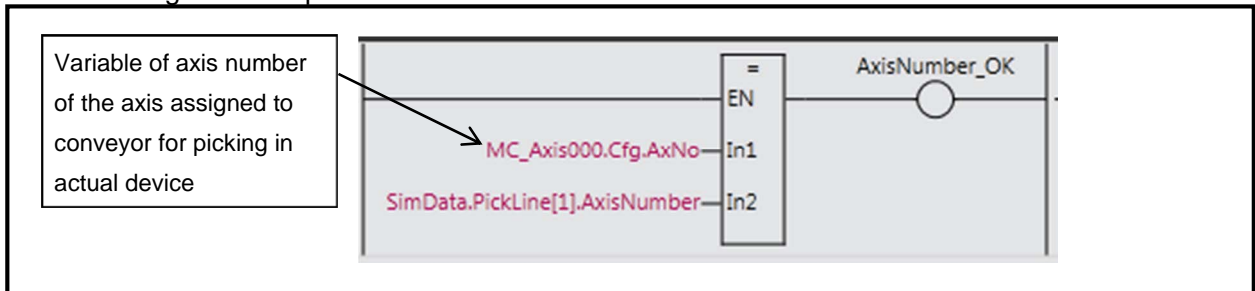 Variable of axis number
of the axis assigned to
conveyor for picking in
actual device
=
AxisNumber_OK
EN
MC_Axis000.Cfg.AxNo
In1
SimData.PickLine[1].AxisNumber
In2